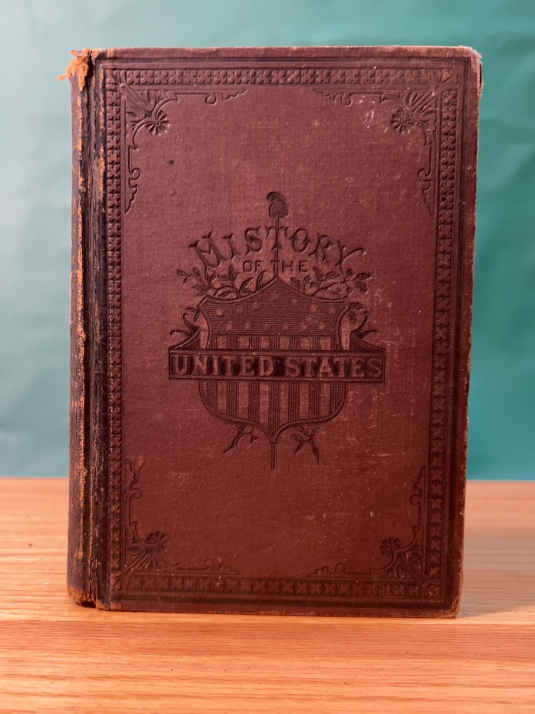 HISTORY
OF THE
UNITED STATES